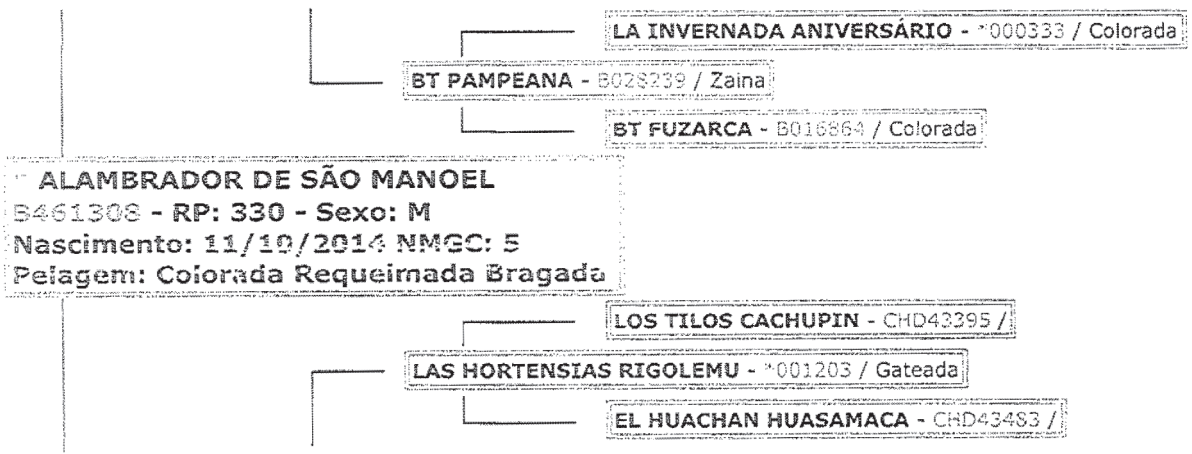 LA INVERNADA ANIVERSÁRIO - *000333 / Colorada
BT PAMPEANA - B028239 / Zaina
BT FUZARCA - B016864 / Colorada
* ALAMBRADOR DE SÃO MANOEL
B461308 - RP: 330 - Sexo: M
Nascimento: 11/10/2014 NMGC: 5
Pelagem: Colorada Requeimada Bragada
LOS TILOS CACHUPIN - CHD43395 /
LAS HORTENSIAS RIGOLEMU - *001203 / Gateada
EL HUACHAN HUASAMACA - CHD43483 /